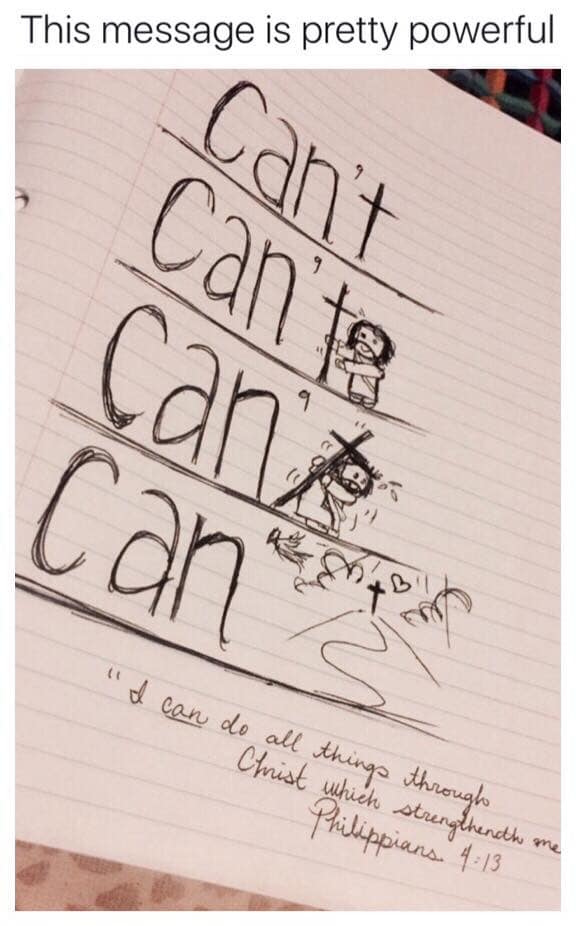 This message is pretty powerful
Can't
Can't
Can't
Can
"I can do all things through
Christ which strengthendth me
Philippians. 4:13